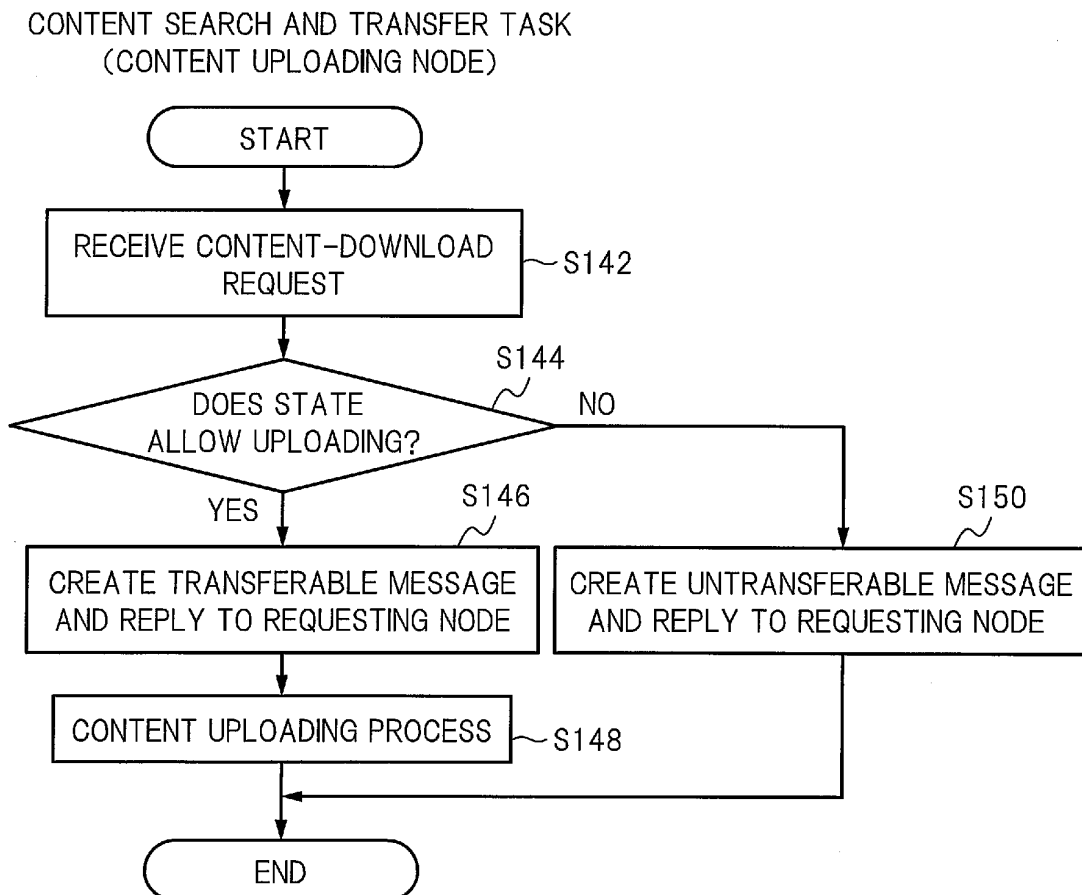 CONTENT SEARCH AND TRANSFER TASK
(CONTENT UPLOADING NODE)
START
RECEIVE CONTENT-DOWNLOAD
REQUEST
S142
S144
DOES STATE
ALLOW UPLOADING?
NO
YES
S146
S150
CREATE TRANSFERABLE MESSAGE
AND REPLY TO REQUESTING NODE
CREATE UNTRANSFERABLE MESSAGE
AND REPLY TO REQUESTING NODE
CONTENT UPLOADING PROCESS
S148
END